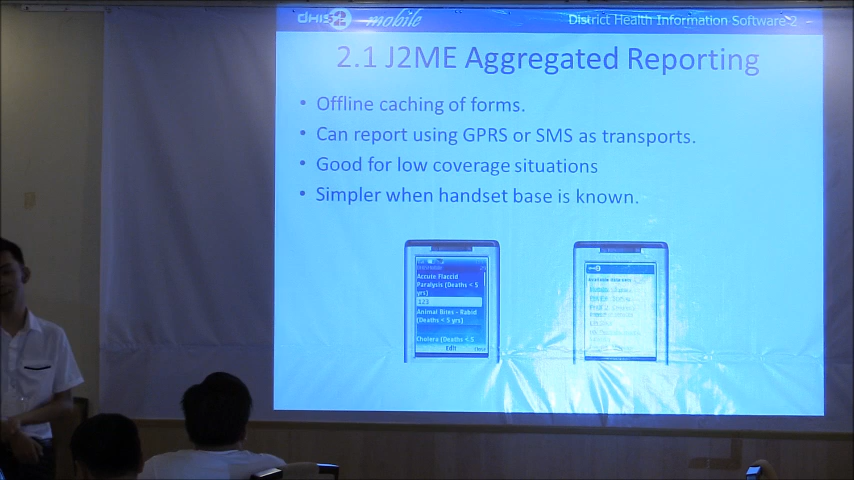 dHIS2 mobile
District Health Information Software 2
2.1 J2ME Aggregated Reporting
• Offline caching of forms.
• Can report using GPRS or SMS as transports.
• Good for low coverage situations
• Simpler when handset base is known.
Accute Flaccid
Paralysis (Deaths < 5
yrs)
123
Animal Bites - Rabid
(Deaths < 5 yrs)
Cholera (Deaths < 5
Edit